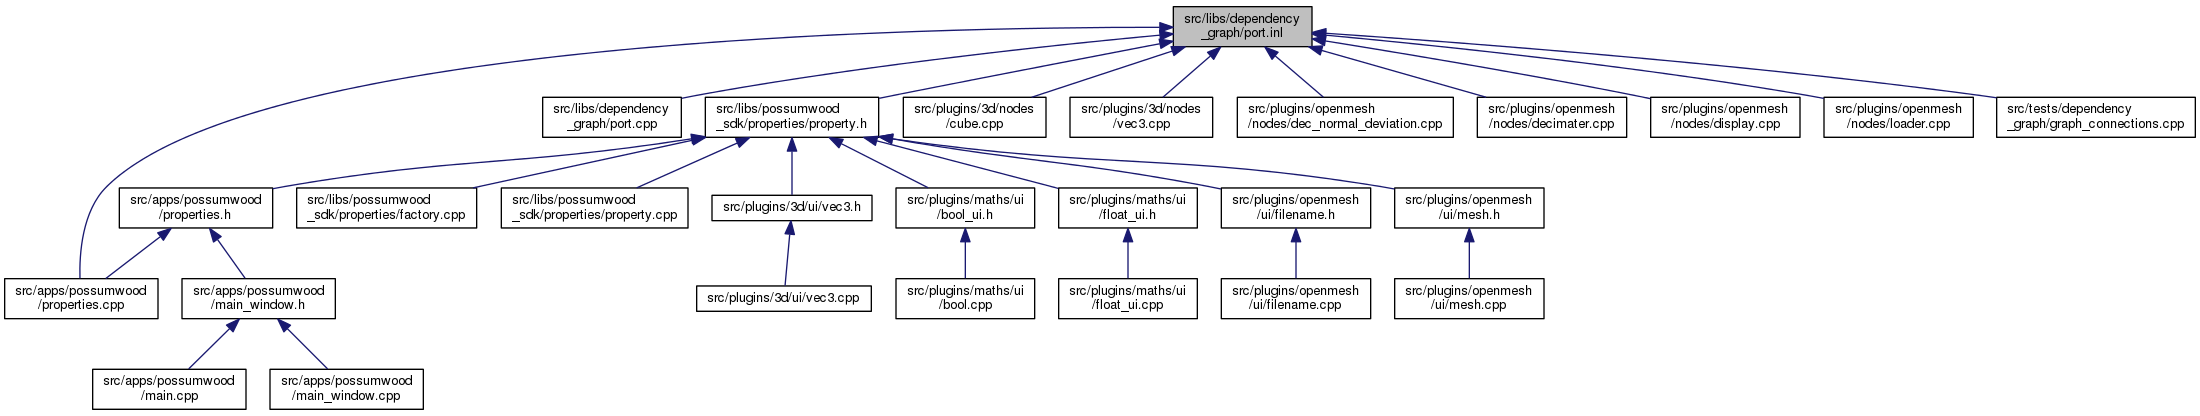 src/libs/dependency
_graph/port.inl
src/libs/dependency
_graph/port.cpp
src/libs/possumwood
_sdk/properties/property.h
src/plugins/3d/nodes
/cube.cpp
src/plugins/3d/nodes
/vec3.cpp
src/plugins/openmesh
/nodes/dec_normal_deviation.cpp
src/plugins/openmesh
/nodes/decimater.cpp
src/plugins/openmesh
/nodes/display.cpp
src/plugins/openmesh
/nodes/loader.cpp
src/tests/dependency
_graph/graph_connections.cpp
src/apps/possumwood
/properties.h
src/libs/possumwood
_sdk/properties/factory.cpp
src/libs/possumwood
_sdk/properties/property.cpp
src/plugins/3d/ui/vec3.h
src/plugins/maths/ui
/bool_ui.h
src/plugins/maths/ui
/float_ui.h
src/plugins/openmesh
/ui/filename.h
src/plugins/openmesh
/ui/mesh.h
src/apps/possumwood
/properties.cpp
src/apps/possumwood
/main_window.h
src/plugins/3d/ui/vec3.cpp
src/plugins/maths/ui
/bool.cpp
src/plugins/maths/ui
/float_ui.cpp
src/plugins/openmesh
/ui/filename.cpp
src/plugins/openmesh
/ui/mesh.cpp
src/apps/possumwood
/main.cpp
src/apps/possumwood
/main_window.cpp